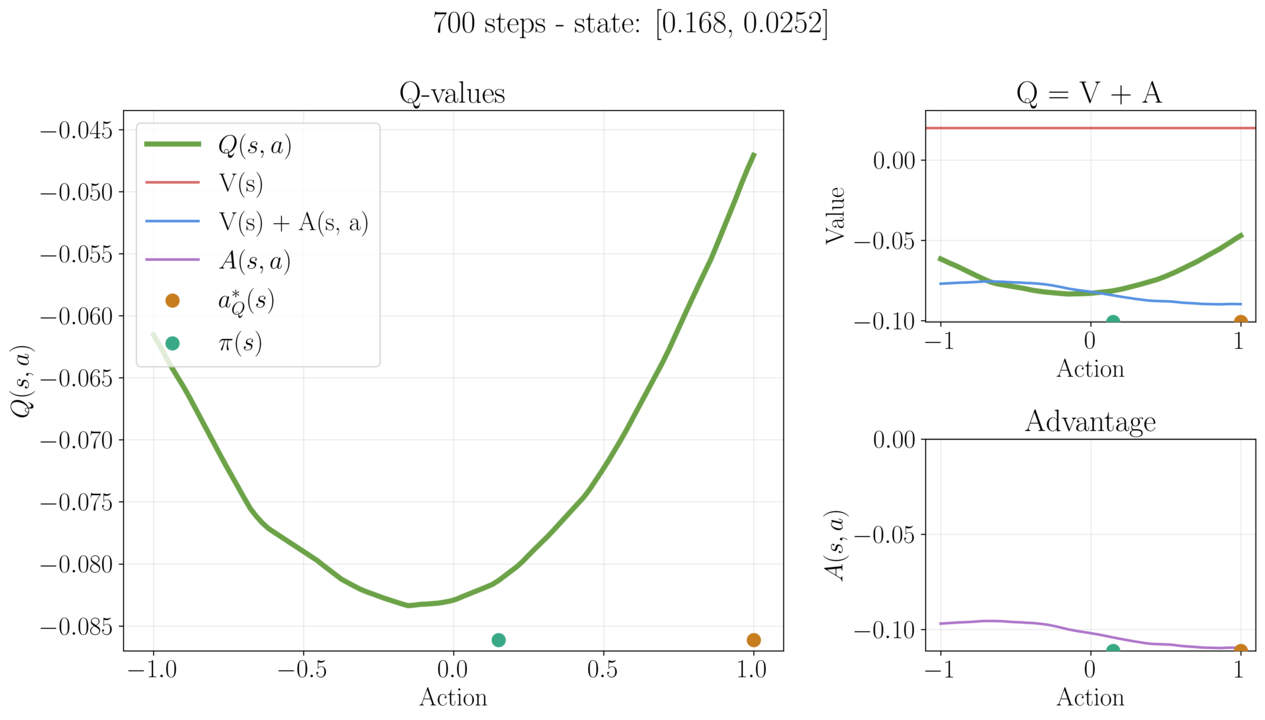 700 steps - state: [0.168, 0.0252]
Q-values
Q(s, a)
−0.045
−0.050
−0.055
−0.060
−0.065
−0.070
−0.075
−0.080
−0.085
Q(s, a)
V(s)
V(s) + A(s, a)
A(s, a)
a*_Q(s)
π(s)
−1.0
−0.5
0.0
0.5
1.0
Action
Q = V + A
Value
0.00
−0.05
−0.10
−1
0
1
Action
Advantage
A(s, a)
0.00
−0.05
−0.10
−1
0
1
Action